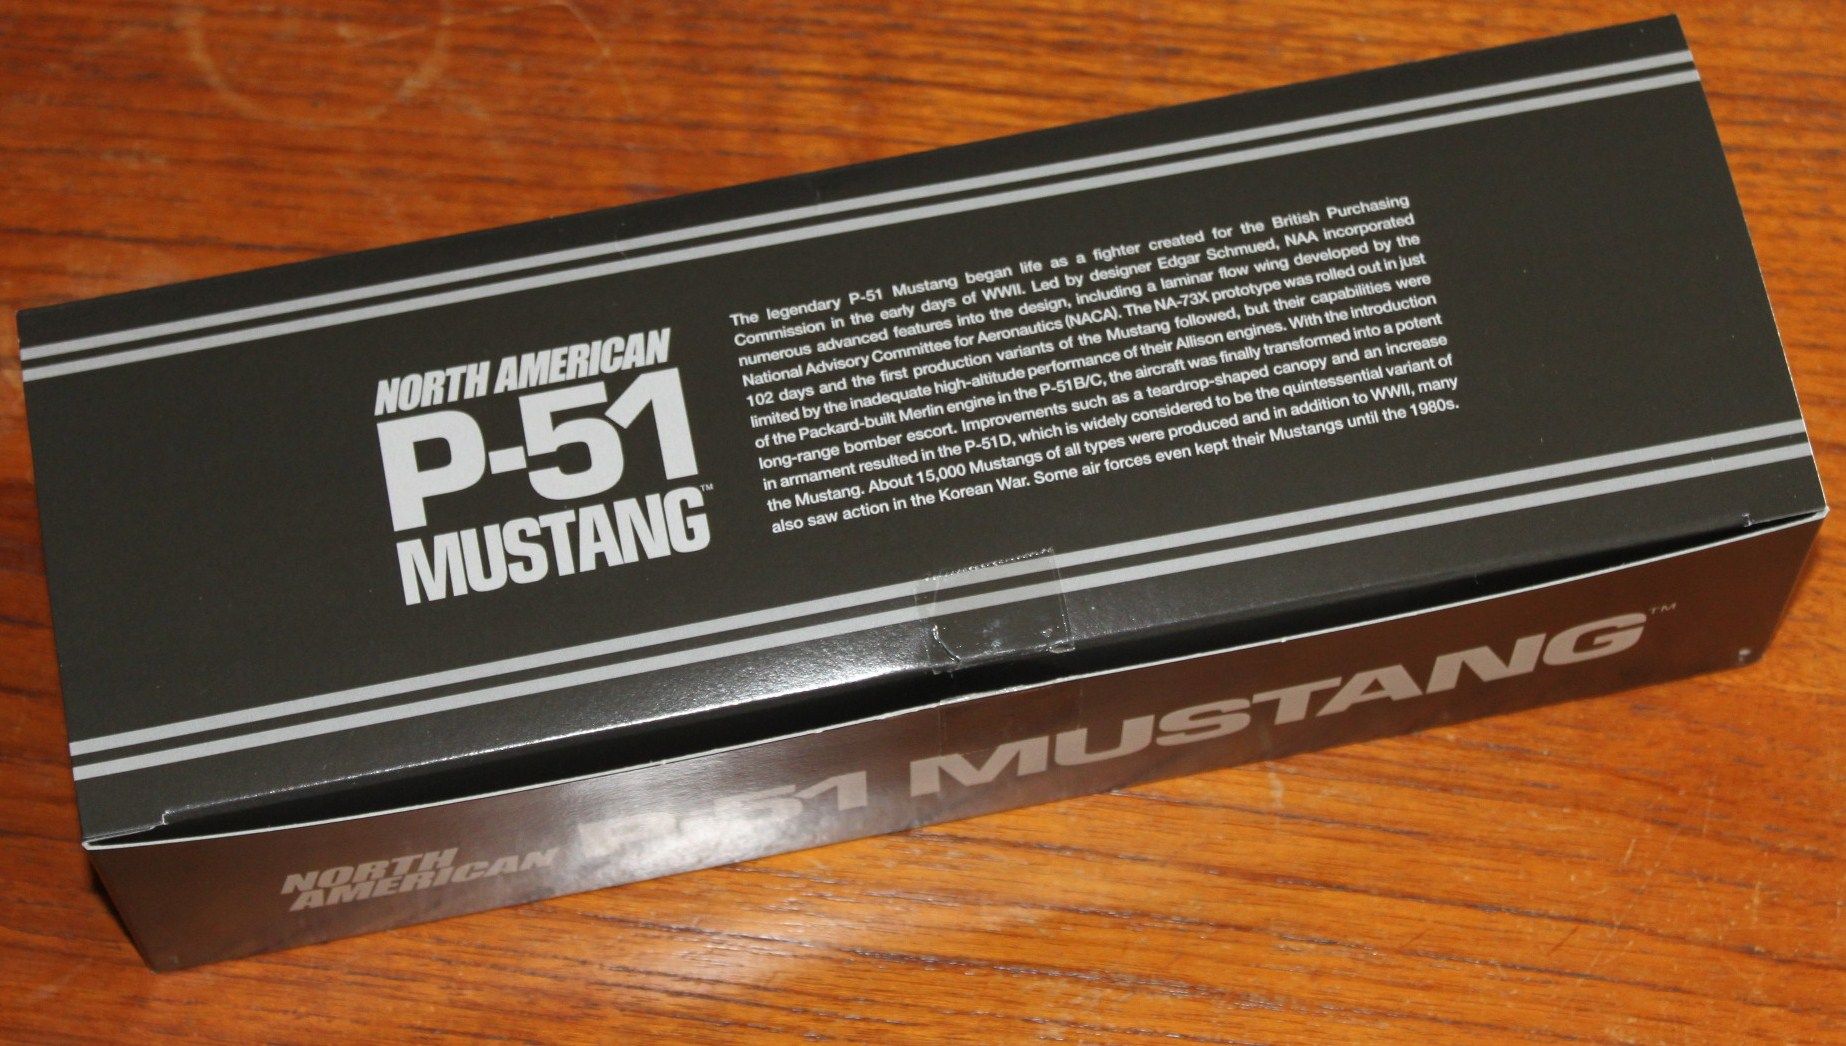 NORTH AMERICAN
P-51
MUSTANG™
The legendary P-51 Mustang began life as a fighter created for the British Purchasing
Commission in the early days of WWII. Led by designer Edgar Schmued, NAA incorporated
numerous advanced features into the design, including a laminar flow wing developed by the
National Advisory Committee for Aeronautics (NACA). The NA-73X prototype was rolled out in just
102 days and the first production variants of the Mustang followed, but their capabilities were
limited by the inadequate high-altitude performance of their Allison engines. With the introduction
of the Packard-built Merlin engine in the P-51B/C, the aircraft was finally transformed into a potent
long-range bomber escort. Improvements such as a teardrop-shaped canopy and an increase
in armament resulted in the P-51D, which is widely considered to be the quintessential variant of
the Mustang. About 15,000 Mustangs of all types were produced and in addition to WWII, many
also saw action in the Korean War. Some air forces even kept their Mustangs until the 1980s.
NORTH
AMERICAN
P-51 MUSTANG™